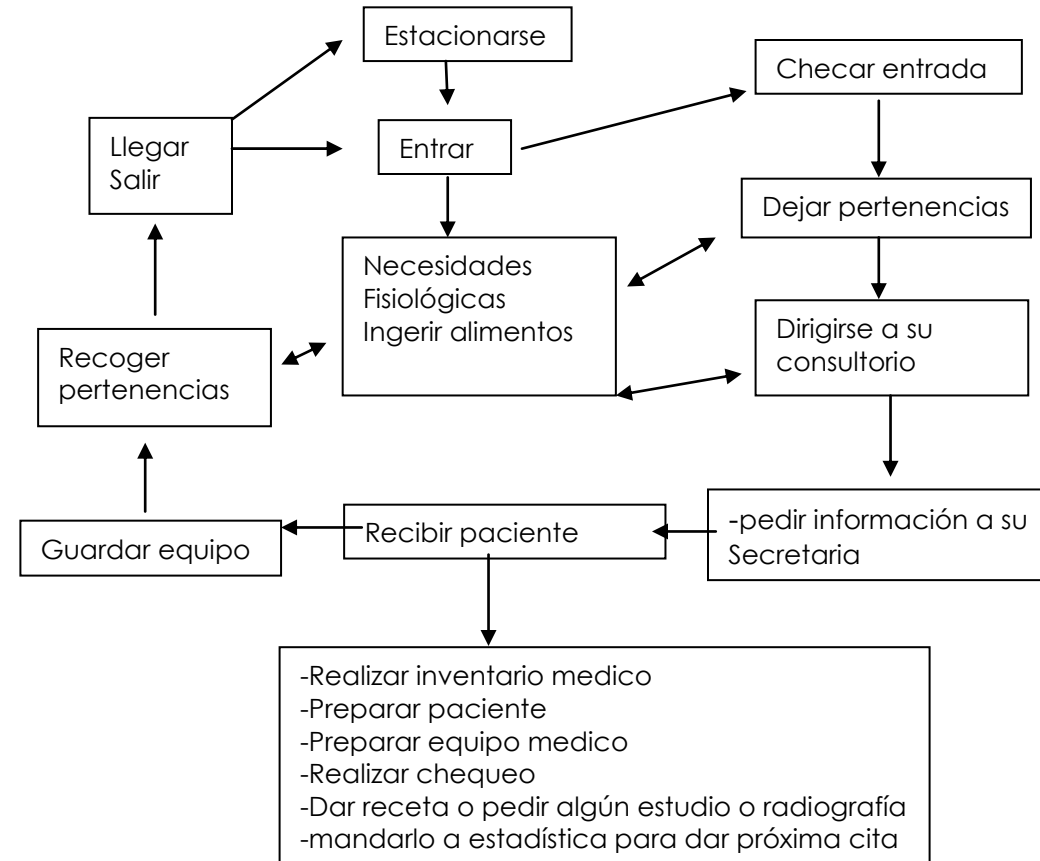 Estacionarse
Checar entrada
Llegar
Salir
Entrar
Dejar pertenencias
Necesidades
Fisiológicas
Ingerir alimentos
Dirigirse a su
consultorio
Recoger
pertenencias
-pedir información a su
Secretaria
Recibir paciente
Guardar equipo
-Realizar inventario medico
-Preparar paciente
-Preparar equipo medico
-Realizar chequeo
-Dar receta o pedir algún estudio o radiografía
-mandarlo a estadística para dar próxima cita